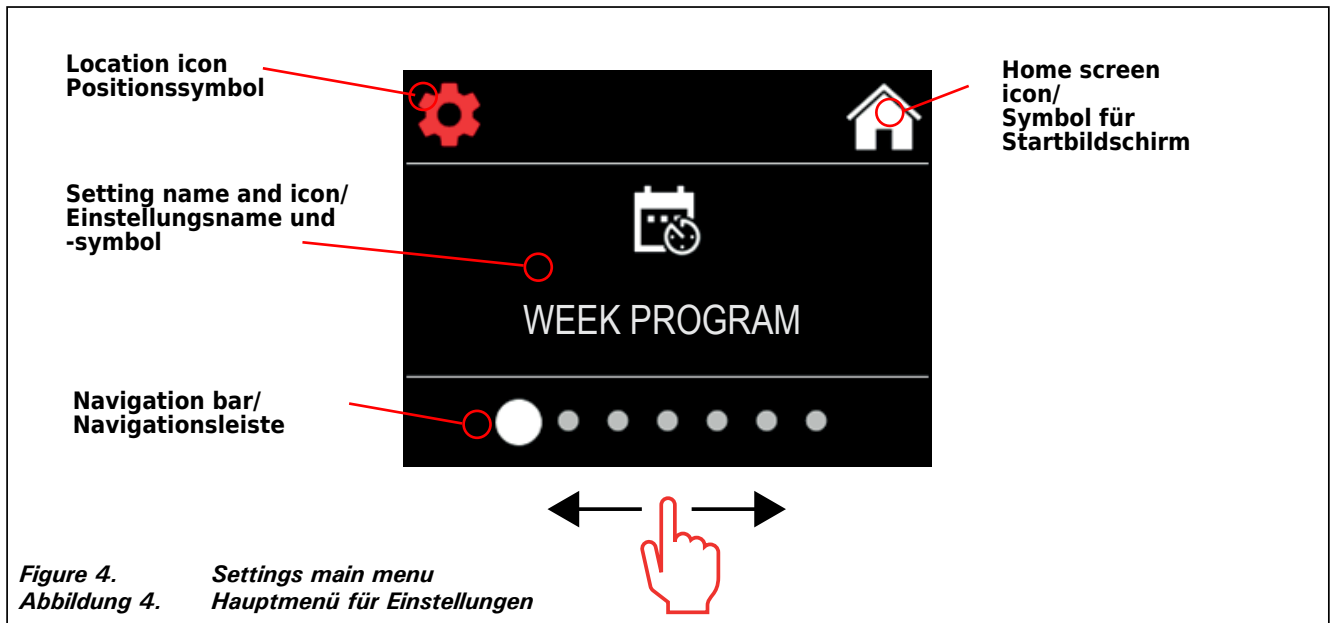 Location icon
Positionssymbol
Home screen
icon/
Symbol für
Startbildschirm
Setting name and icon/
Einstellungsname und
-symbol
WEEK PROGRAM
Navigation bar/
Navigationsleiste
Figure 4. Settings main menu
Abbildung 4. Hauptmenü für Einstellungen